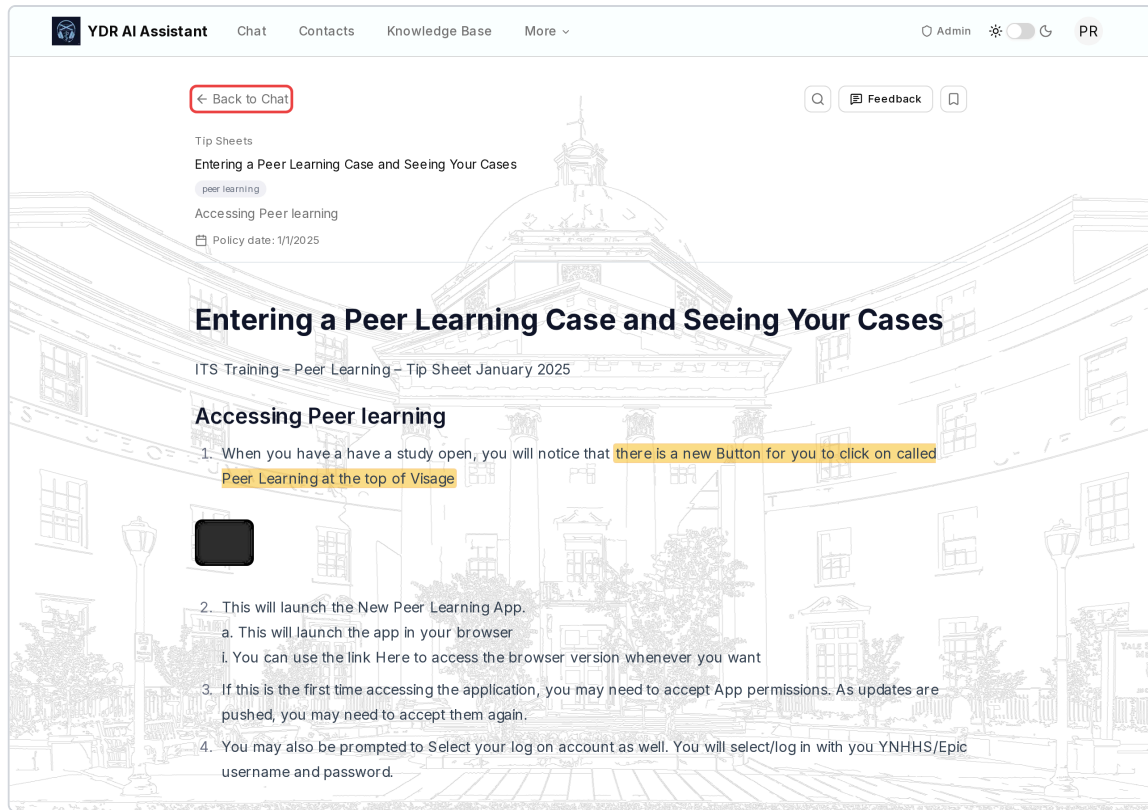 YDR AI Assistant Chat Contacts Knowledge Base More Admin PR
Back to Chat Feedback
Tip Sheets
Entering a Peer Learning Case and Seeing Your Cases
peer learning
Accessing Peer learning
Policy date: 1/1/2025
Entering a Peer Learning Case and Seeing Your Cases
ITS Training – Peer Learning – Tip Sheet January 2025
Accessing Peer learning
1. When you have a have a study open, you will notice that there is a new Button for you to click on called
Peer Learning at the top of Visage
2. This will launch the New Peer Learning App.
a. This will launch the app in your browser
i. You can use the link Here to access the browser version whenever you want
3. If this is the first time accessing the application, you may need to accept App permissions. As updates are
pushed, you may need to accept them again.
4. You may also be prompted to Select your log on account as well. You will select/log in with you YNHHS/Epic
username and password.